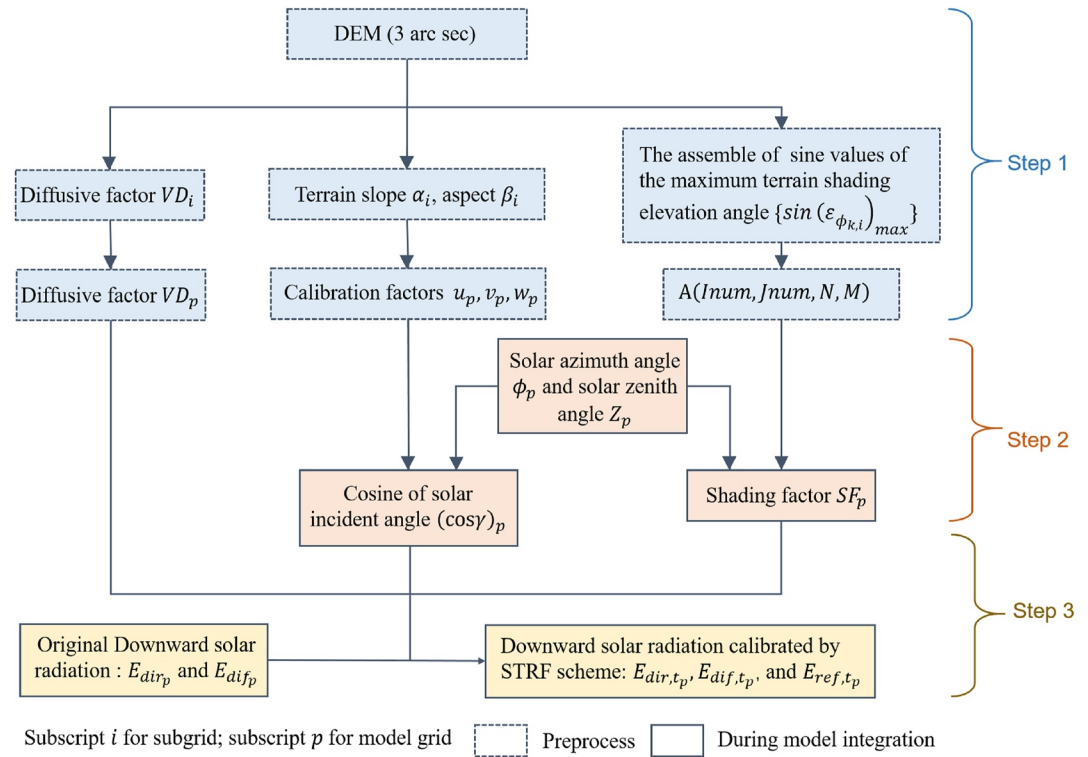 DEM (3 arc sec)
Diffusive factor VD_i
Terrain slope α_i, aspect β_i
The assemble of sine values of
the maximum terrain shading
elevation angle {sin (ε_{ϕ_{k,i}})_{max}}
Step 1
Diffusive factor VD_p
Calibration factors u_p, v_p, w_p
A(Inum, Jnum, N, M)
Solar azimuth angle
ϕ_p and solar zenith
angle Z_p
Step 2
Cosine of solar
incident angle (cosγ)_p
Shading factor SF_p
Step 3
Original Downward solar
radiation : E_{dir_p} and E_{dif_p}
Downward solar radiation calibrated by
STRF scheme: E_{dir,t_p}, E_{dif,t_p}, and E_{ref,t_p}
Subscript i for subgrid; subscript p for model grid
Preprocess
During model integration